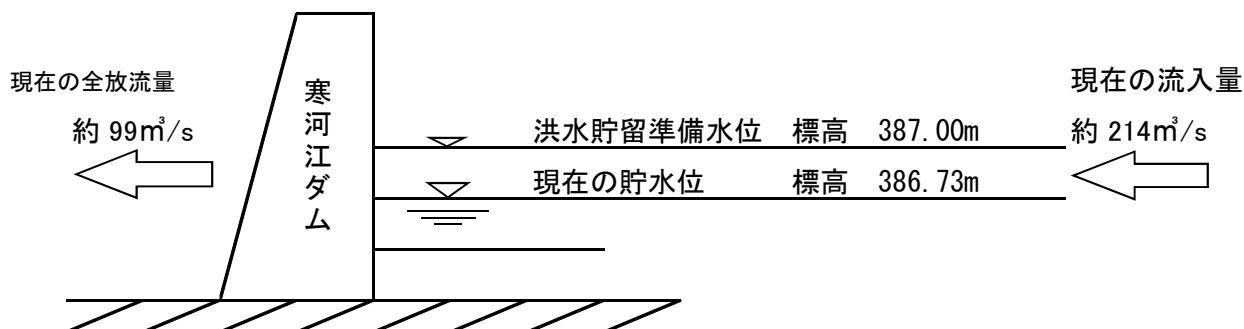 現在の全放流量
約 99㎥/s
寒河江ダム
洪水貯留準備水位 標高 387.00m
現在の貯水位 標高 386.73m
現在の流入量
約 214㎥/s